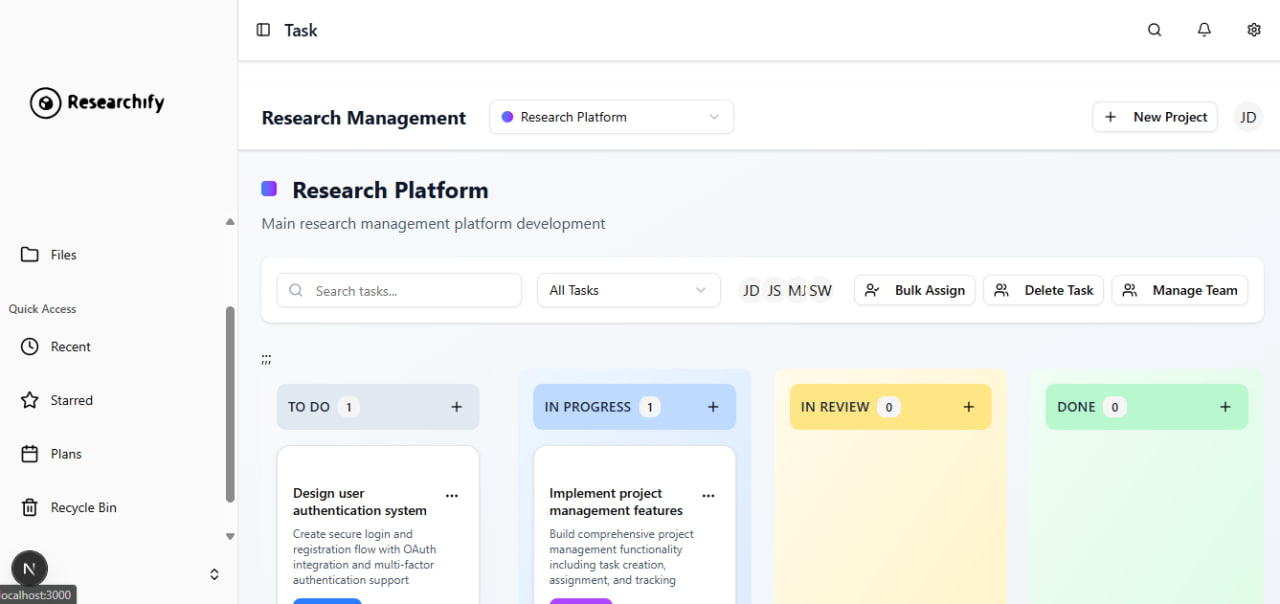 Task
Researchify
Research Management
Research Platform
New Project
JD
Research Platform
Main research management platform development
Files
Search tasks...
All Tasks
JD JS MJ SW
Bulk Assign
Delete Task
Manage Team
Quick Access
Recent
Starred
Plans
Recycle Bin
;;;
TO DO 1
IN PROGRESS 1
IN REVIEW 0
DONE 0
Design user
authentication system
Create secure login and
registration flow with OAuth
integration and multi-factor
authentication support
Implement project
management features
Build comprehensive project
management functionality
including task creation,
assignment, and tracking
N
localhost:3000